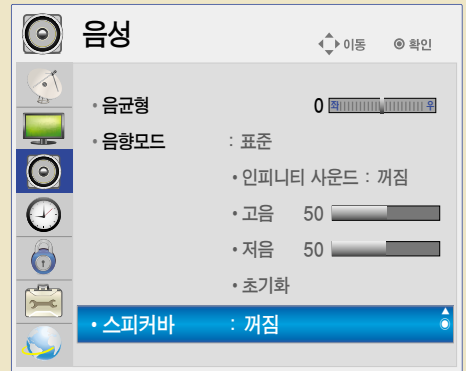 음성
이동 확인
• 음균형 0 좌 우
• 음향모드 : 표준
• 인피니티 사운드 : 꺼짐
• 고음 50
• 저음 50
• 초기화
• 스피커바 : 꺼짐